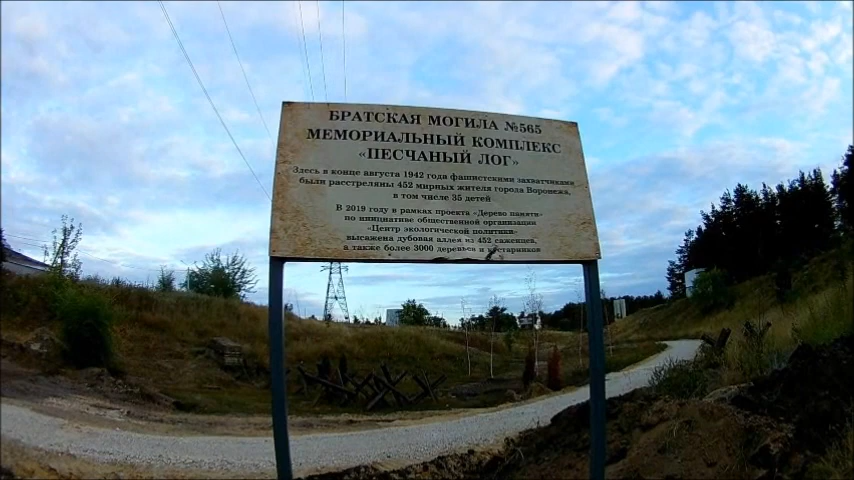 БРАТСКАЯ МОГИЛА №565
МЕМОРИАЛЬНЫЙ КОМПЛЕКС
«ПЕСЧАНЫЙ ЛОГ»
Здесь в конце августа 1942 года фашистскими захватчиками
были расстреляны 452 мирных жителя города Воронежа,
в том числе 35 детей
В 2019 году в рамках проекта «Дерево памяти»
по инициативе общественной организации
«Центр экологической политики»
высажена дубовая аллея из 452 саженцев,
а также более 3000 деревьев и кустарников